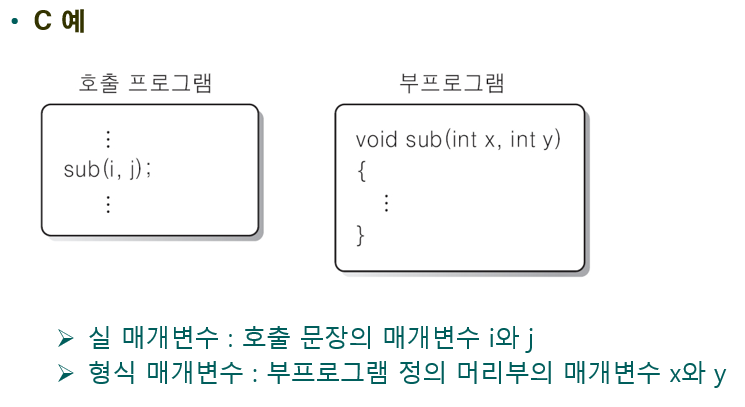 • C 예
호출 프로그램
⋮
sub(i, j);
⋮
부프로그램
void sub(int x, int y)
{
⋮
}
➢ 실 매개변수 : 호출 문장의 매개변수 i와 j
➢ 형식 매개변수 : 부프로그램 정의 머리부의 매개변수 x와 y